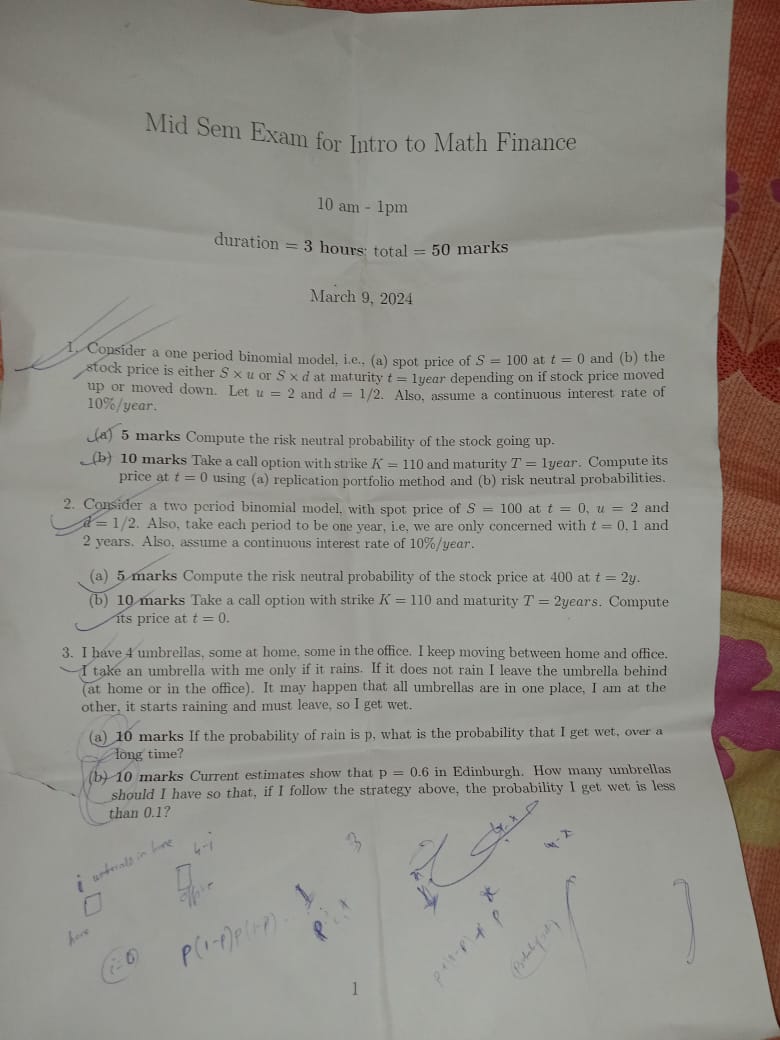 Mid Sem Exam for Intro to Math Finance
10 am - 1pm
duration = 3 hours; total = 50 marks
March 9, 2024
1. Consider a one period binomial model, i.e., (a) spot price of S = 100 at t = 0 and (b) the
stock price is either S × u or S × d at maturity t = 1year depending on if stock price moved
up or moved down. Let u = 2 and d = 1/2. Also, assume a continuous interest rate of
10%/year.
(a) 5 marks Compute the risk neutral probability of the stock going up.
(b) 10 marks Take a call option with strike K = 110 and maturity T = 1year. Compute its
price at t = 0 using (a) replication portfolio method and (b) risk neutral probabilities.
2. Consider a two period binomial model, with spot price of S = 100 at t = 0, u = 2 and
d = 1/2. Also, take each period to be one year, i.e, we are only concerned with t = 0, 1 and
2 years. Also, assume a continuous interest rate of 10%/year.
(a) 5 marks Compute the risk neutral probability of the stock price at 400 at t = 2y.
(b) 10 marks Take a call option with strike K = 110 and maturity T = 2years. Compute
its price at t = 0.
3. I have 4 umbrellas, some at home, some in the office. I keep moving between home and office.
I take an umbrella with me only if it rains. If it does not rain I leave the umbrella behind
(at home or in the office). It may happen that all umbrellas are in one place, I am at the
other, it starts raining and must leave, so I get wet.
(a) 10 marks If the probability of rain is p, what is the probability that I get wet, over a
long time?
(b) 10 marks Current estimates show that p = 0.6 in Edinburgh. How many umbrellas
should I have so that, if I follow the strategy above, the probability I get wet is less
than 0.1?
i umbrella in home 4-i
3
home office
i=0 p(1-p)p(1-p)
1